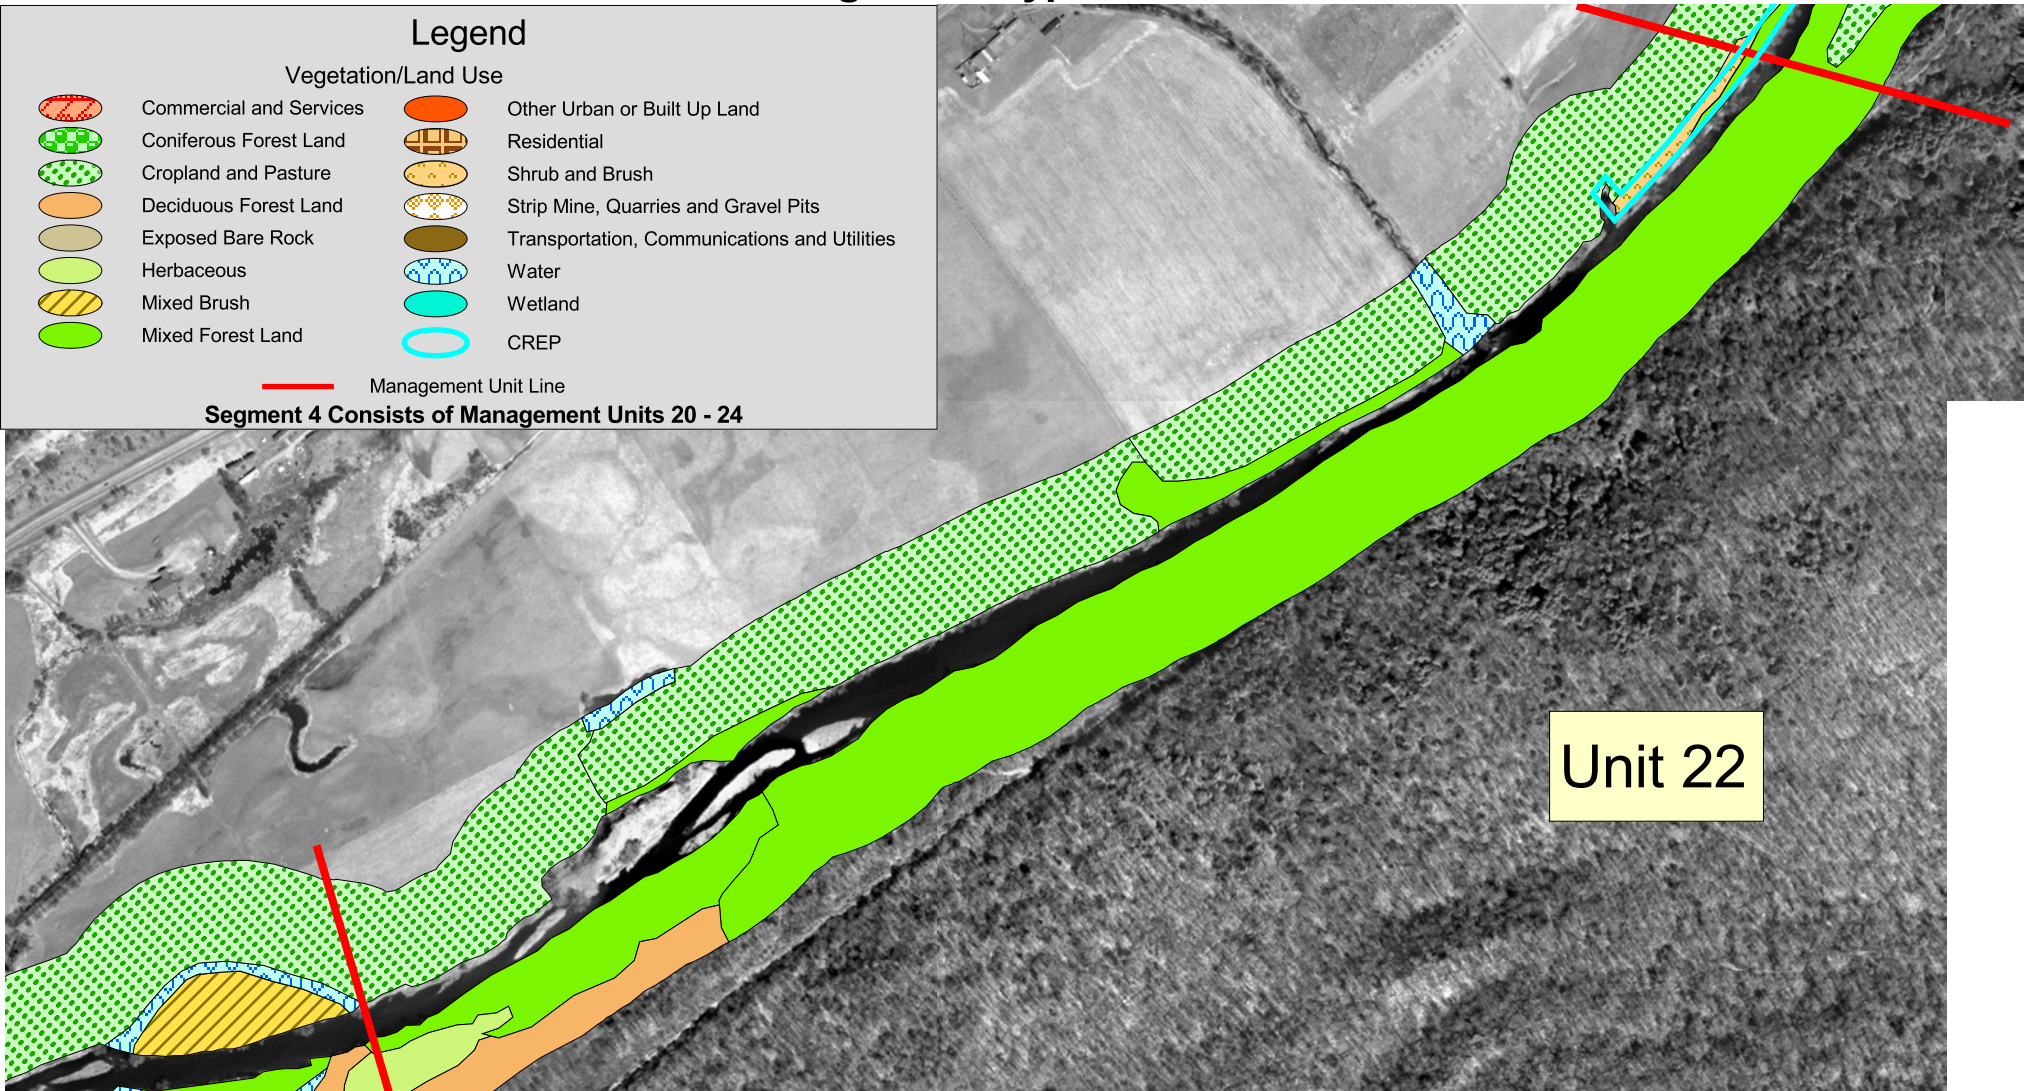 Legend
Vegetation/Land Use
Commercial and Services
Coniferous Forest Land
Cropland and Pasture
Deciduous Forest Land
Exposed Bare Rock
Herbaceous
Mixed Brush
Mixed Forest Land
Other Urban or Built Up Land
Residential
Shrub and Brush
Strip Mine, Quarries and Gravel Pits
Transportation, Communications and Utilities
Water
Wetland
CREP
Management Unit Line
Segment 4 Consists of Management Units 20 - 24
Unit 22